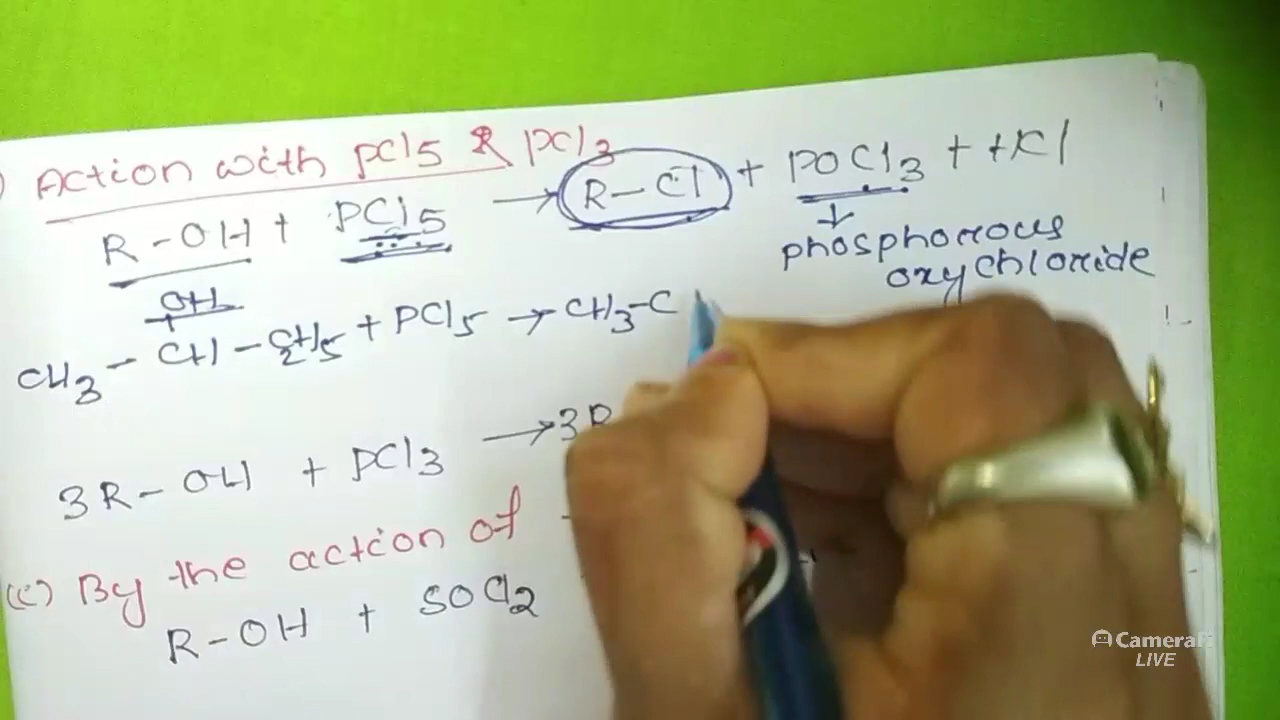 ) Action with PCl5 & PCl3
R-OH + PCl5 → R-Cl + POCl3 + HCl
phosphorous
oxychloride
OH
CH3 - CH - C2H5 + PCl5 → CH3-C
3R-OH + PCl3 → 3R
(C) By the action of
R-OH + SOCl2
CameraFi
LIVE